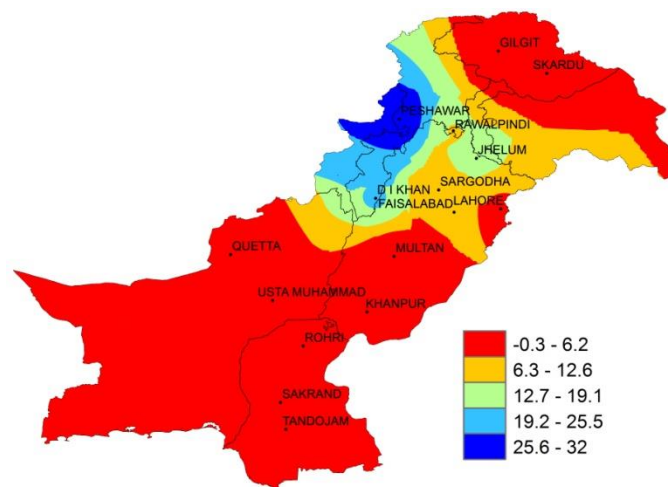 GILGIT
SKARDU
PESHAWAR
RAWALPINDI
JHELUM
SARGODHA
D I KHAN
FAISALABAD
LAHORE
QUETTA
MULTAN
USTA MUHAMMAD
KHANPUR
ROHRI
SAKRAND
TANDOJAM
-0.3 - 6.2
6.3 - 12.6
12.7 - 19.1
19.2 - 25.5
25.6 - 32